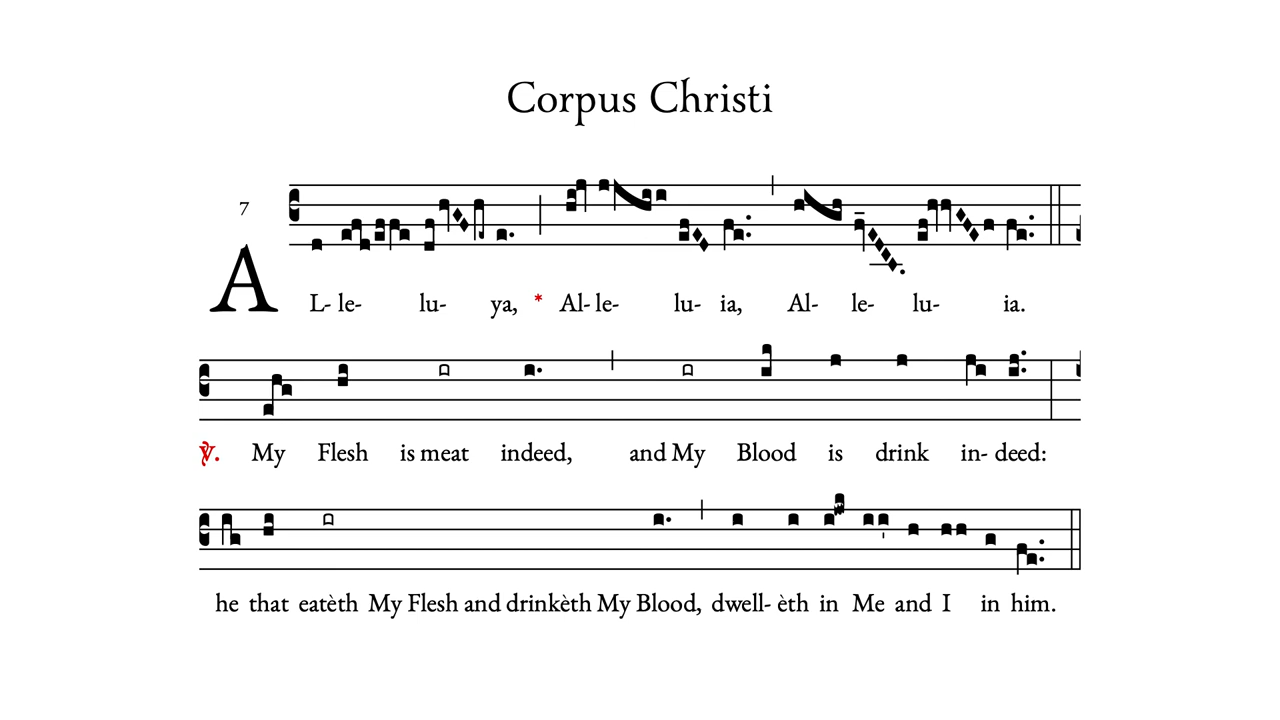 Corpus Christi
7
AL- le- lu- ya, * Al- le- lu- ia, Al- le- lu- ia.
℣. My Flesh is meat indeed, and My Blood is drink in- deed:
he that eatèth My Flesh and drinkèth My Blood, dwell- èth in Me and I in him.